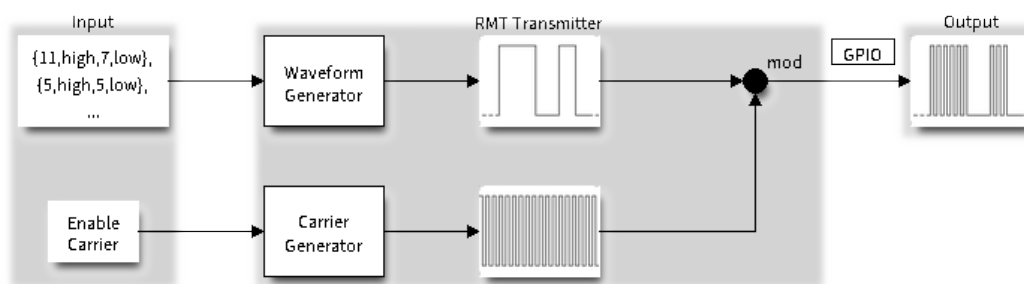 Input
RMT Transmitter
Output
{11,high,7,low},
{5,high,5,low},
...
Waveform
Generator
mod
GPIO
Enable
Carrier
Carrier
Generator